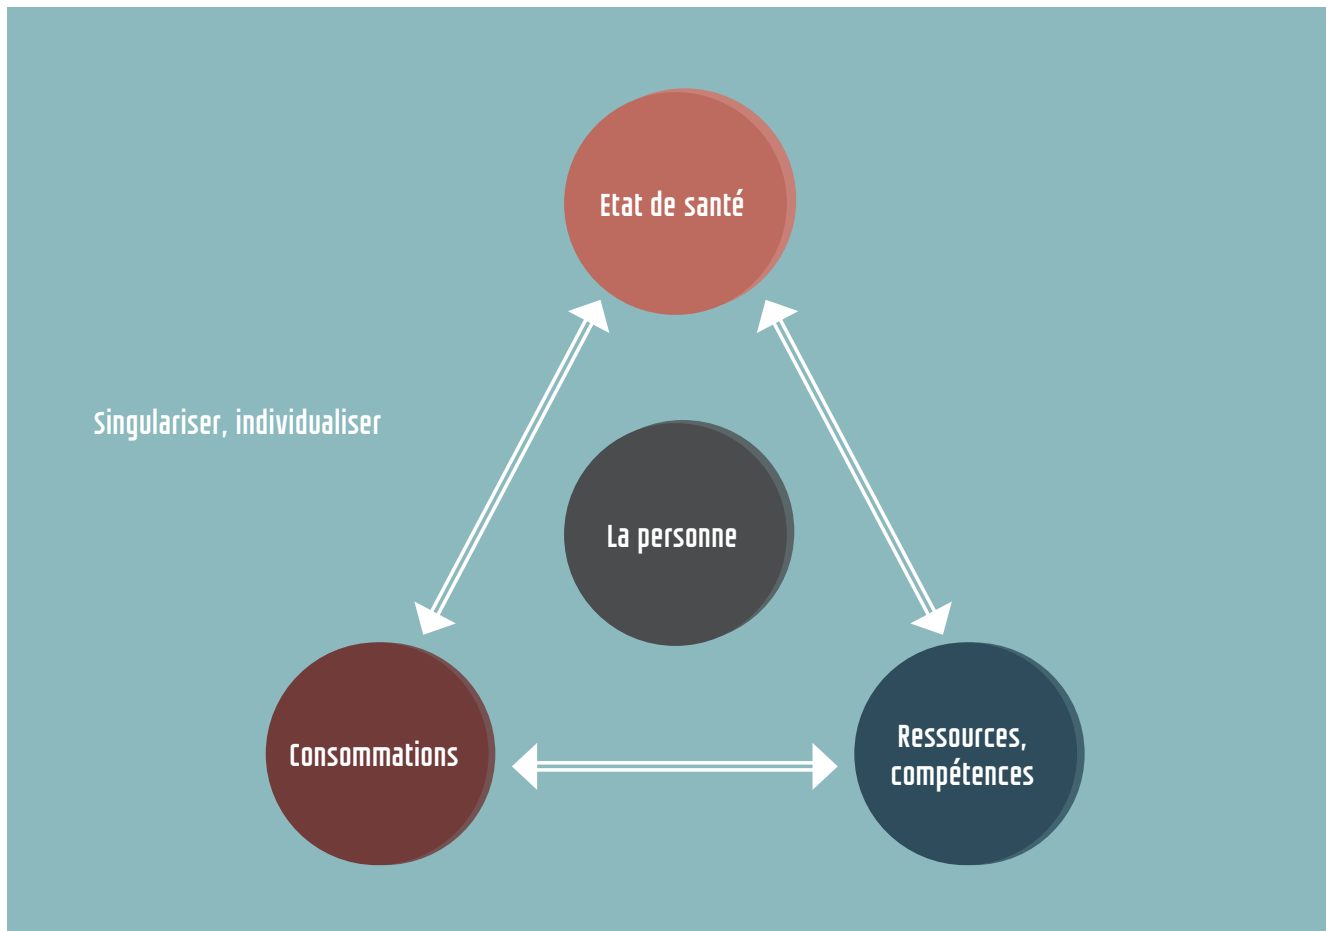 Etat de santé
Singulariser, individualiser
La personne
Consommations
Ressources,
compétences